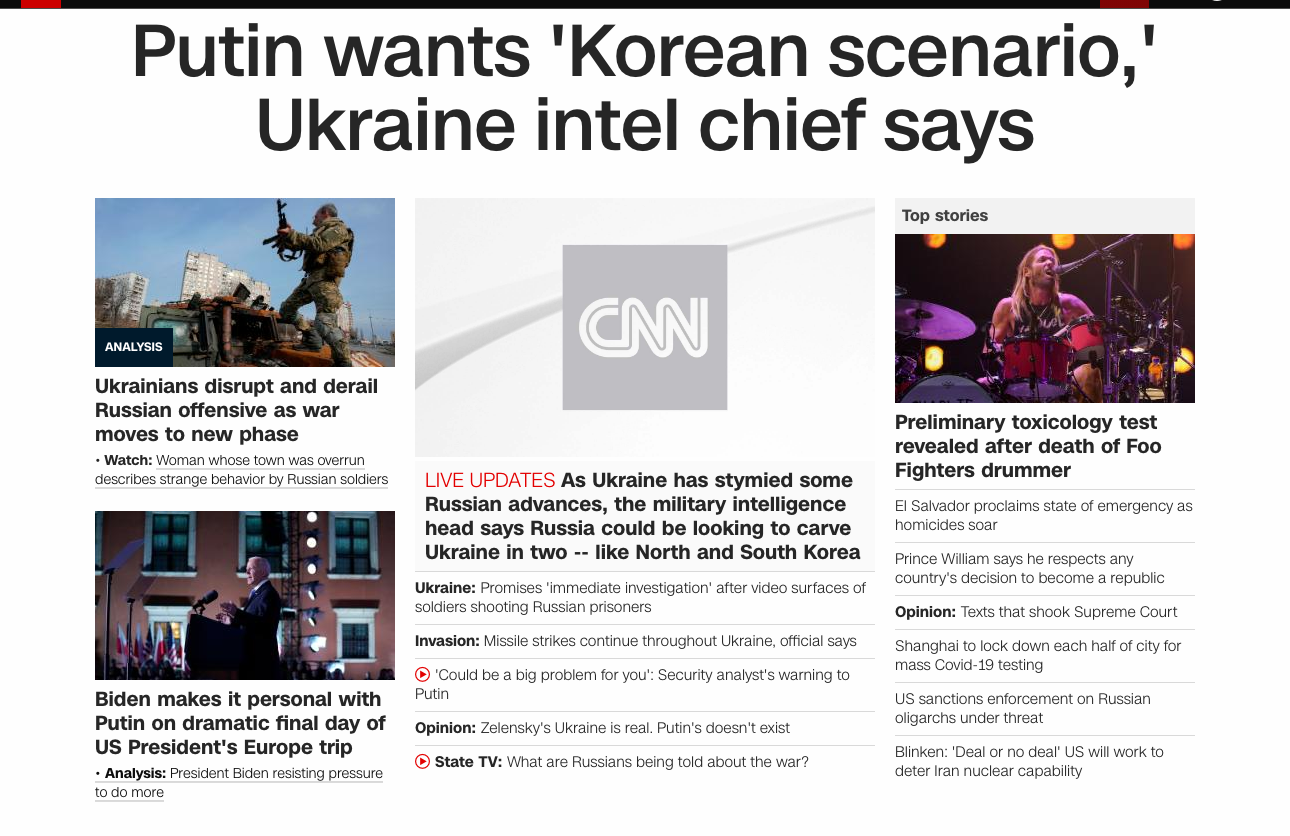 Putin wants 'Korean scenario,'
Ukraine intel chief says
ANALYSIS
Ukrainians disrupt and derail
Russian offensive as war
moves to new phase
• Watch: Woman whose town was overrun
describes strange behavior by Russian soldiers
Biden makes it personal with
Putin on dramatic final day of
US President's Europe trip
• Analysis: President Biden resisting pressure
to do more
CNN
LIVE UPDATES As Ukraine has stymied some
Russian advances, the military intelligence
head says Russia could be looking to carve
Ukraine in two -- like North and South Korea
Ukraine: Promises 'immediate investigation' after video surfaces of
soldiers shooting Russian prisoners
Invasion: Missile strikes continue throughout Ukraine, official says
'Could be a big problem for you': Security analyst's warning to
Putin
Opinion: Zelensky's Ukraine is real. Putin's doesn't exist
State TV: What are Russians being told about the war?
Top stories
Preliminary toxicology test
revealed after death of Foo
Fighters drummer
El Salvador proclaims state of emergency as
homicides soar
Prince William says he respects any
country's decision to become a republic
Opinion: Texts that shook Supreme Court
Shanghai to lock down each half of city for
mass Covid-19 testing
US sanctions enforcement on Russian
oligarchs under threat
Blinken: 'Deal or no deal' US will work to
deter Iran nuclear capability